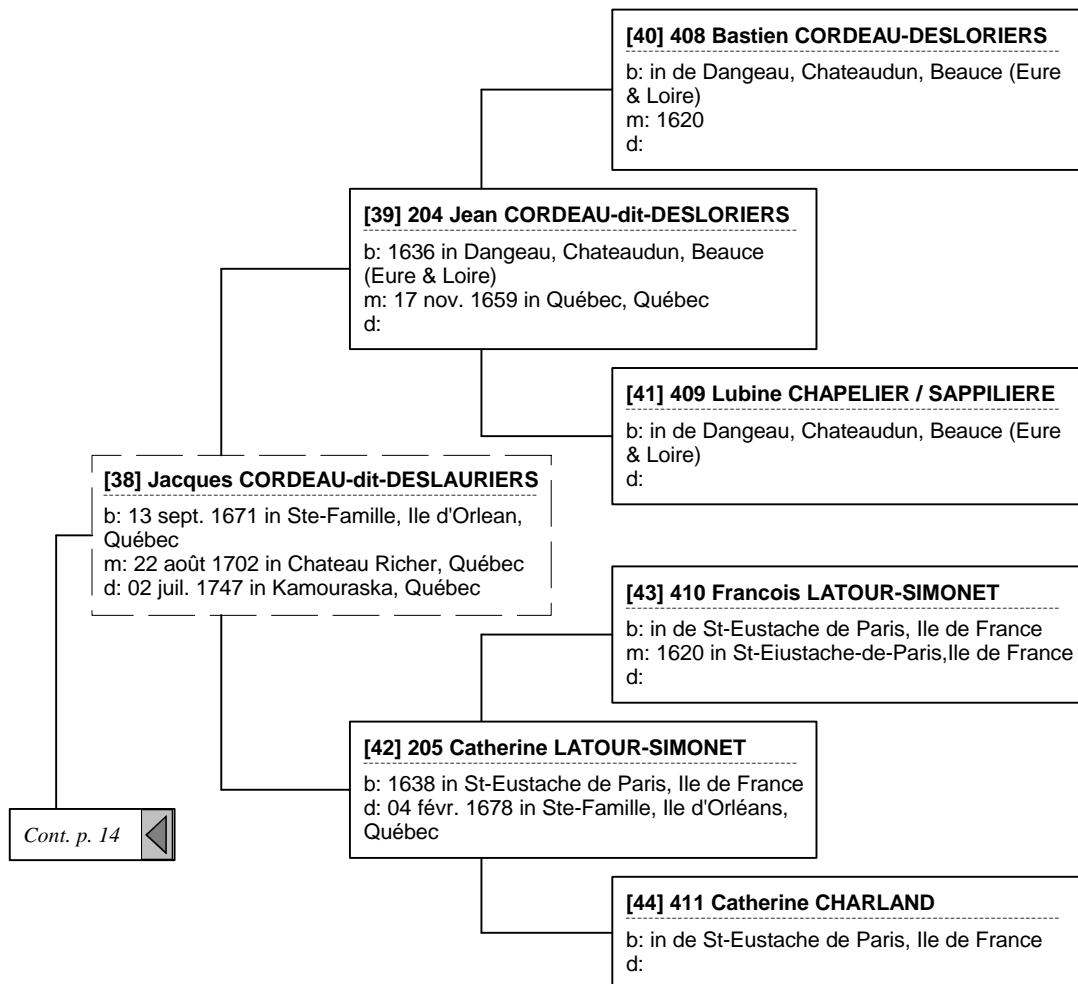 [40] 408 Bastien CORDEAU-DESLORIERS
b: in de Dangeau, Chateaudun, Beauce (Eure
& Loire)
m: 1620
d:
[39] 204 Jean CORDEAU-dit-DESLORIERS
b: 1636 in Dangeau, Chateaudun, Beauce
(Eure & Loire)
m: 17 nov. 1659 in Québec, Québec
d:
[41] 409 Lubine CHAPELIER / SAPPILIERE
b: in de Dangeau, Chateaudun, Beauce (Eure
& Loire)
d:
[38] Jacques CORDEAU-dit-DESLAURIERS
b: 13 sept. 1671 in Ste-Famille, Ile d'Orlean,
Québec
m: 22 août 1702 in Chateau Richer, Québec
d: 02 juil. 1747 in Kamouraska, Québec
[43] 410 Francois LATOUR-SIMONET
b: in de St-Eustache de Paris, Ile de France
m: 1620 in St-Eiustache-de-Paris,Ile de France
d:
[42] 205 Catherine LATOUR-SIMONET
b: 1638 in St-Eustache de Paris, Ile de France
d: 04 févr. 1678 in Ste-Famille, Ile d'Orléans,
Québec
Cont. p. 14
[44] 411 Catherine CHARLAND
b: in de St-Eustache de Paris, Ile de France
d: